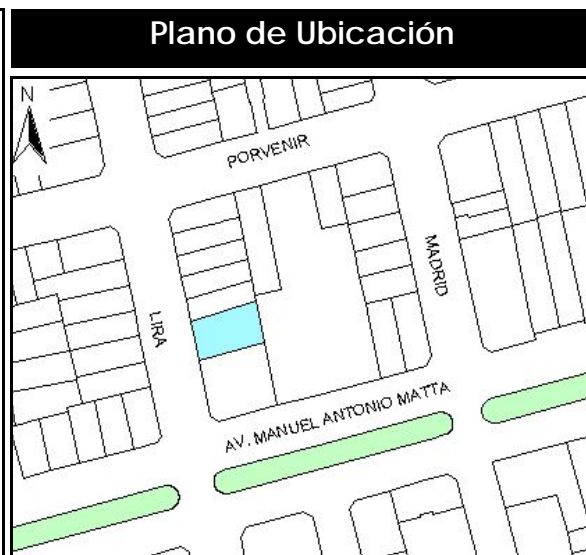 Plano de Ubicación
N
PORVENIR
MADRID
LIRA
AV. MANUEL ANTONIO MATTA